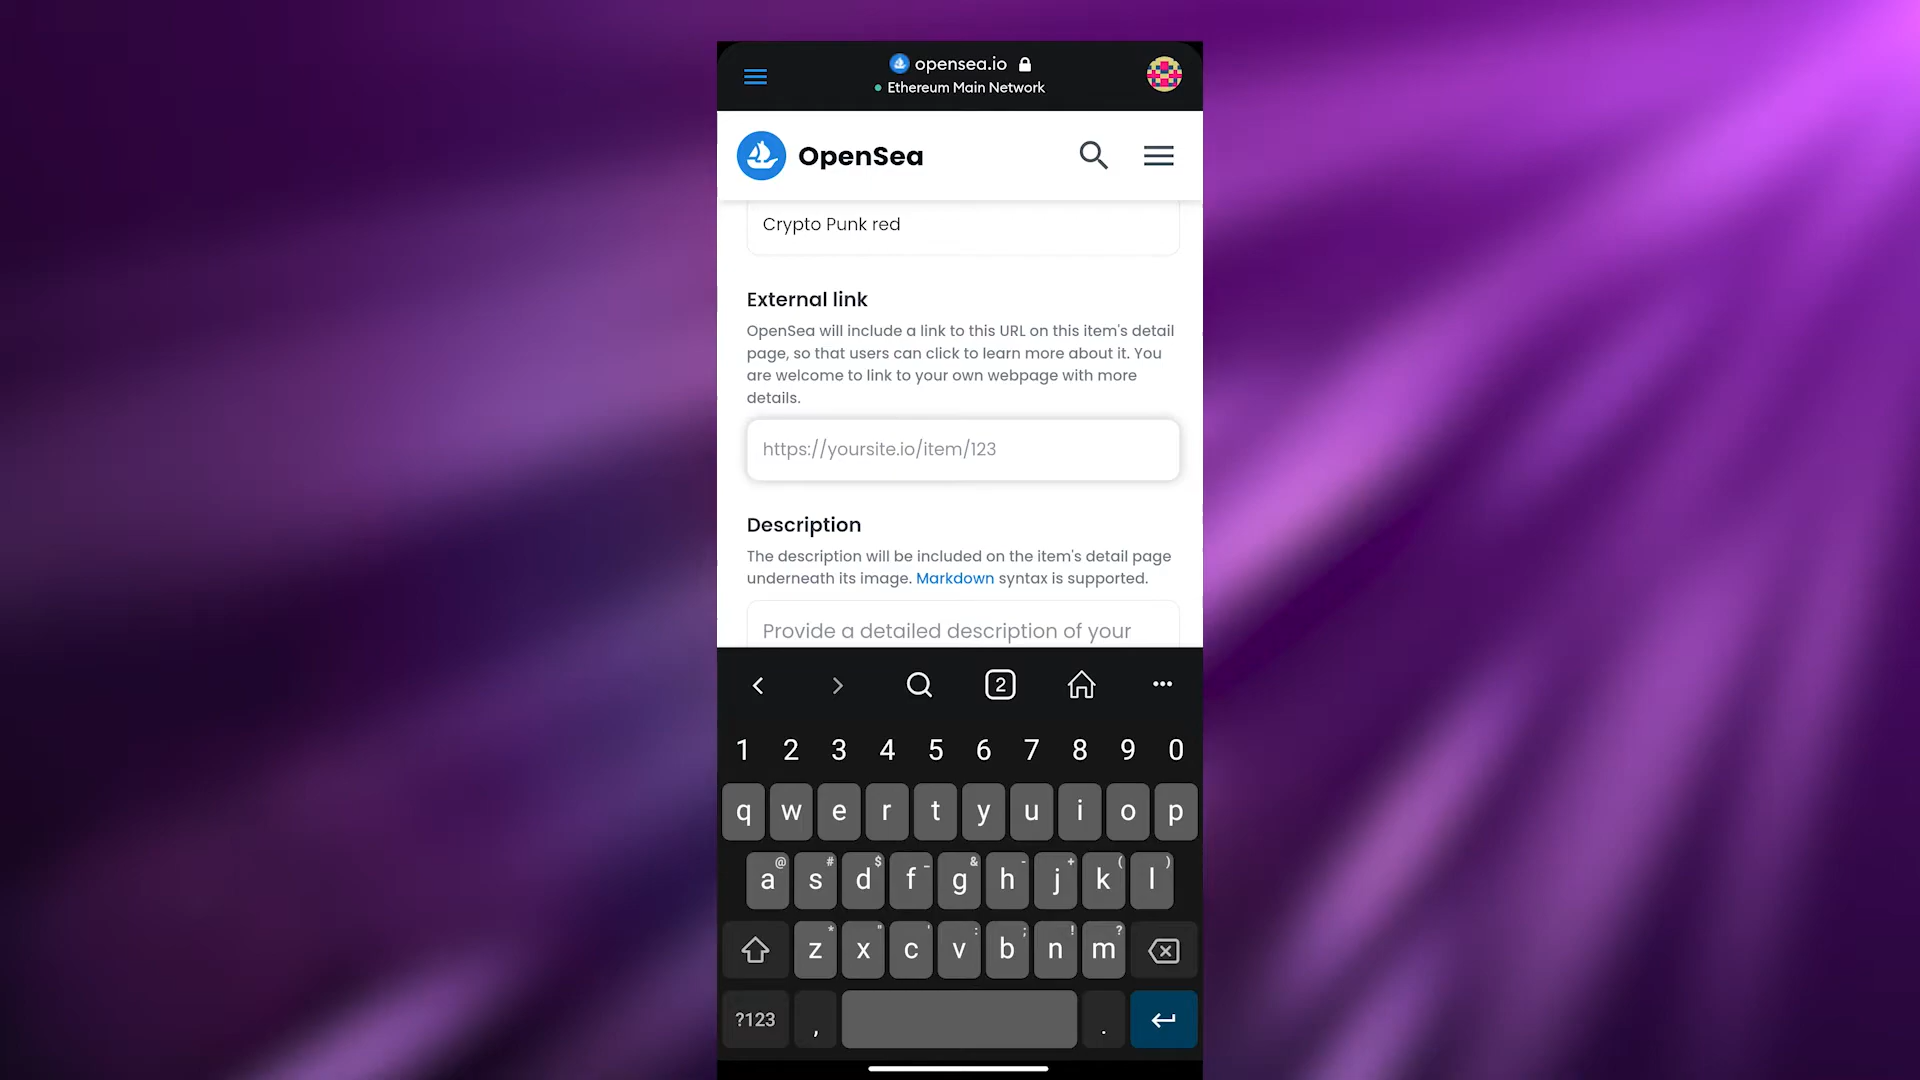 opensea.io
Ethereum Main Network
OpenSea
Crypto Punk red
External link
OpenSea will include a link to this URL on this item's detail
page, so that users can click to learn more about it. You
are welcome to link to your own webpage with more
details.
https://yoursite.io/item/123
Description
The description will be included on the item's detail page
underneath its image. Markdown syntax is supported.
Provide a detailed description of your
2
1 2 3 4 5 6 7 8 9 0
q w e r t y u i o p
@ # $ _ & - + ( )
a s d f g h j k l
* " ' : ; ! ?
z x c v b n m
?123 , .